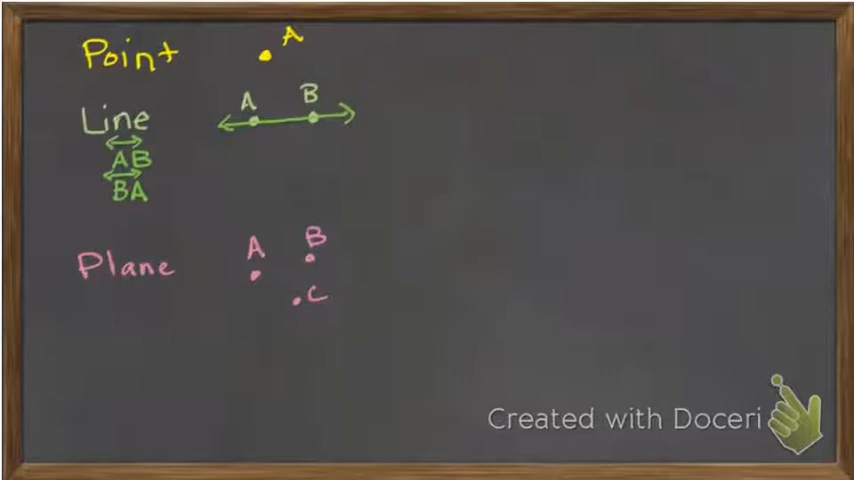 Point A
Line A B
AB
BA
Plane A B
C
Created with Doceri